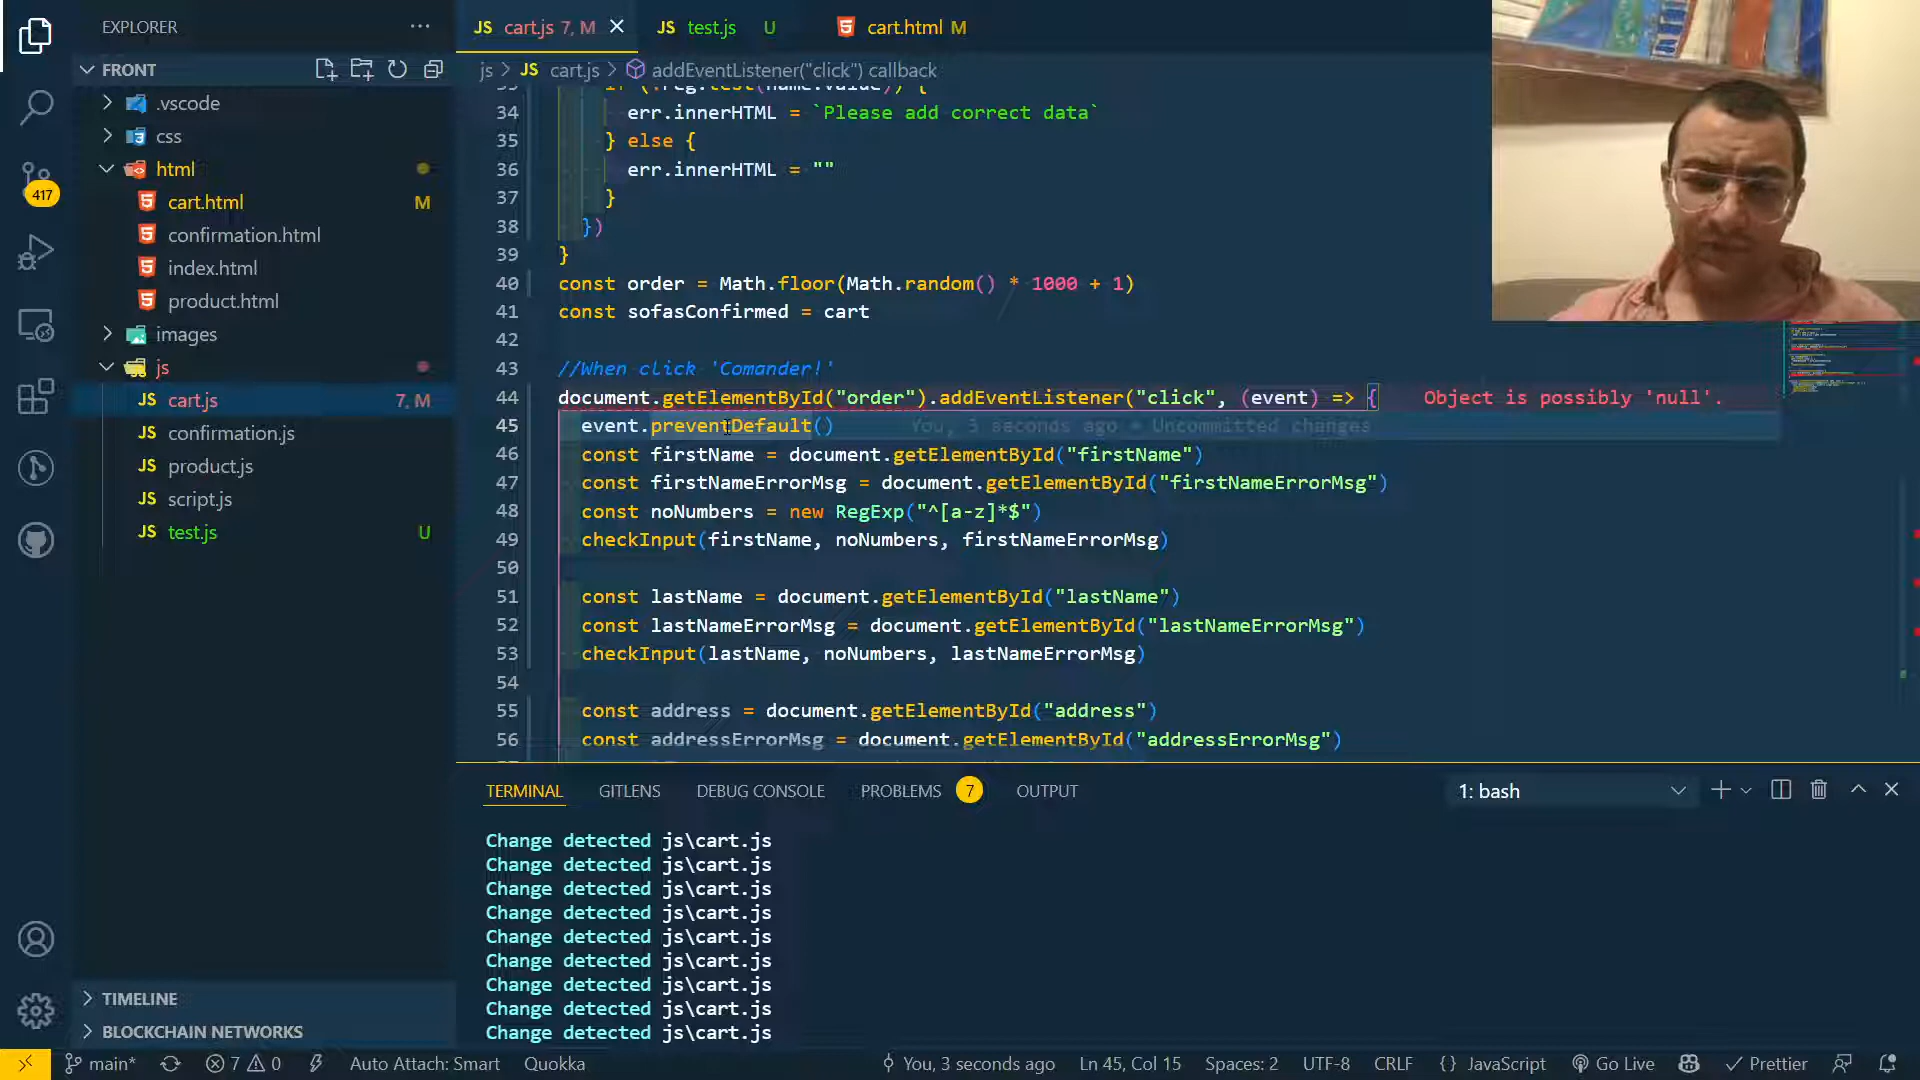 EXPLORER
FRONT
.vscode
css
html
cart.html M
confirmation.html
index.html
product.html
images
js
JS cart.js 7, M
JS confirmation.js
JS product.js
JS script.js
JS test.js U
TIMELINE
BLOCKCHAIN NETWORKS
417
JS cart.js 7, M
JS test.js U
cart.html M
js > JS cart.js > addEventListener("click") callback
34 err.innerHTML = `Please add correct data`
35 } else {
36 err.innerHTML = ""
37 }
38 })
39 }
40 const order = Math.floor(Math.random() * 1000 + 1)
41 const sofasConfirmed = cart
42
43 //When click 'Comander!'
44 document.getElementById("order").addEventListener("click", (event) => { Object is possibly 'null'.
45 event.preventDefault() You, 3 seconds ago • Uncommitted changes
46 const firstName = document.getElementById("firstName")
47 const firstNameErrorMsg = document.getElementById("firstNameErrorMsg")
48 const noNumbers = new RegExp("^[a-z]*$")
49 checkInput(firstName, noNumbers, firstNameErrorMsg)
50
51 const lastName = document.getElementById("lastName")
52 const lastNameErrorMsg = document.getElementById("lastNameErrorMsg")
53 checkInput(lastName, noNumbers, lastNameErrorMsg)
54
55 const address = document.getElementById("address")
56 const addressErrorMsg = document.getElementById("addressErrorMsg")
TERMINAL GITLENS DEBUG CONSOLE PROBLEMS 7 OUTPUT 1: bash
Change detected js\cart.js
Change detected js\cart.js
Change detected js\cart.js
Change detected js\cart.js
Change detected js\cart.js
Change detected js\cart.js
Change detected js\cart.js
Change detected js\cart.js
Change detected js\cart.js
main* 7 0 Auto Attach: Smart Quokka You, 3 seconds ago Ln 45, Col 15 Spaces: 2 UTF-8 CRLF {} JavaScript Go Live Prettier